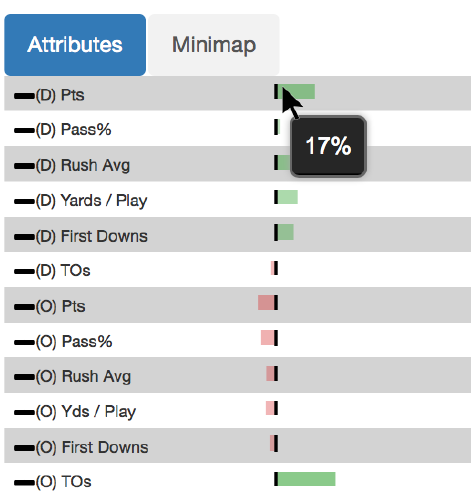 Attributes Minimap
(D) Pts
(D) Pass%
17%
(D) Rush Avg
(D) Yards / Play
(D) First Downs
(D) TOs
(O) Pts
(O) Pass%
(O) Rush Avg
(O) Yds / Play
(O) First Downs
(O) TOs